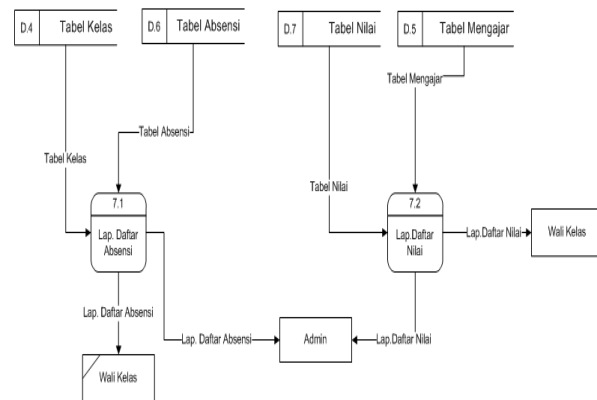 D.4 Tabel Kelas
D.6 Tabel Absensi
D.7 Tabel Nilai
D.5 Tabel Mengajar
Tabel Mengajar
Tabel Absensi
Tabel Kelas
Tabel Nilai
7.1
Lap. Daftar
Absensi
7.2
Lap.Daftar
Nilai
Lap.Daftar Nilai
Wali Kelas
Lap. Daftar Absensi
Lap. Daftar Absensi
Admin
Lap.Daftar Nilai
Wali Kelas